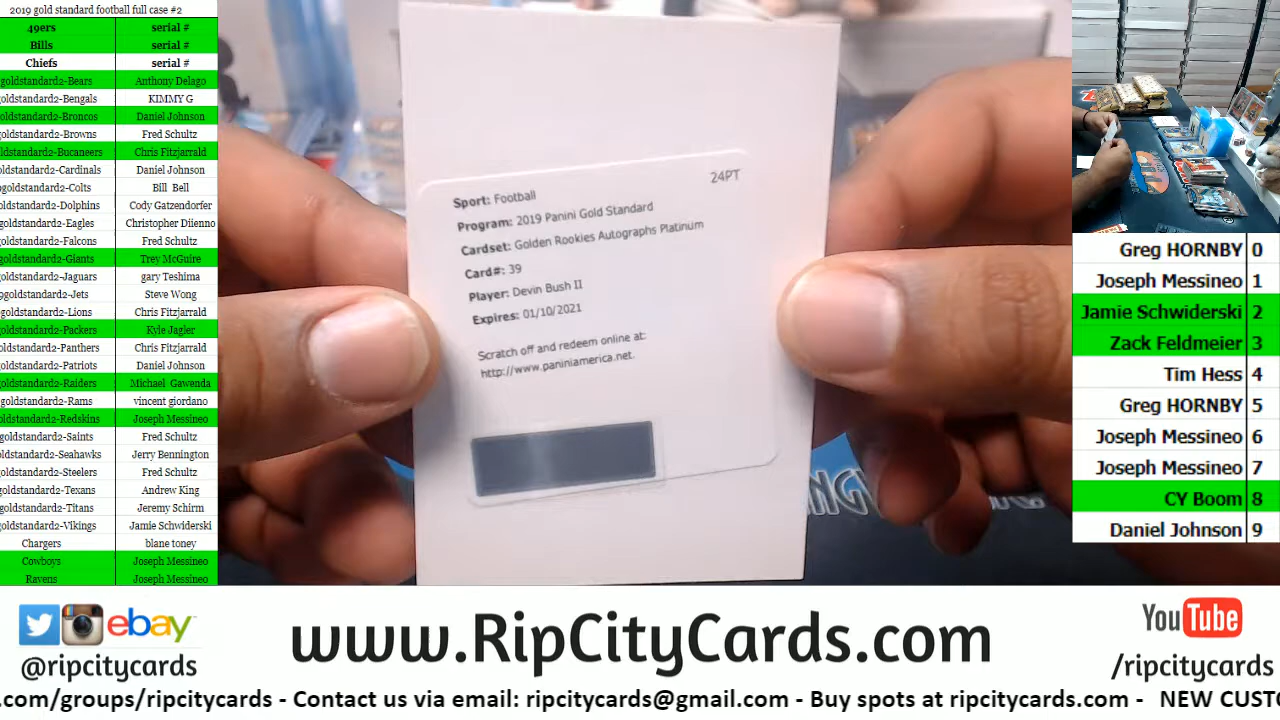 2019 gold standard football full case #2
49ers serial #
Bills serial #
Chiefs serial #
goldstandard2-Bears Anthony Delago
goldstandard2-Bengals KIMMY G
goldstandard2-Broncos Daniel Johnson
goldstandard2-Browns Fred Schultz
ldstandard2-Bucaneers Chris Fitzjarrald
oldstandard2-Cardinals Daniel Johnson
9goldstandard2-Colts Bill Bell
oldstandard2-Dolphins Cody Gatzendorfer
goldstandard2-Eagles Christopher Diienno
goldstandard2-Falcons Fred Schultz
goldstandard2-Giants Trey McGuire
goldstandard2-Jaguars gary Teshima
9goldstandard2-Jets Steve Wong
goldstandard2-Lions Chris Fitzjarrald
goldstandard2-Packers Kyle Jagler
oldstandard2-Panthers Chris Fitzjarrald
oldstandard2-Patriots Daniel Johnson
goldstandard2-Raiders Michael Gawenda
goldstandard2-Rams vincent giordano
oldstandard2-Redskins Joseph Messineo
goldstandard2-Saints Fred Schultz
oldstandard2-Seahawks Jerry Bennington
goldstandard2-Steelers Fred Schultz
goldstandard2-Texans Andrew King
goldstandard2-Titans Jeremy Schirm
goldstandard2-Vikings Jamie Schwiderski
Chargers blane toney
Cowboys Joseph Messineo
Ravens Joseph Messineo
24PT
Sport: Football
Program: 2019 Panini Gold Standard
Cardset: Golden Rookies Autographs Platinum
Card#: 39
Player: Devin Bush II
Expires: 01/10/2021
Scratch off and redeem online at:
http://www.paniniamerica.net.
Greg HORNBY 0
Joseph Messineo 1
Jamie Schwiderski 2
Zack Feldmeier 3
Tim Hess 4
Greg HORNBY 5
Joseph Messineo 6
Joseph Messineo 7
CY Boom 8
Daniel Johnson 9
ebay
@ripcitycards
www.RipCityCards.com
YouTube
/ripcitycards
.com/groups/ripcitycards - Contact us via email: ripcitycards@gmail.com - Buy spots at ripcitycards.com - NEW CUSTO